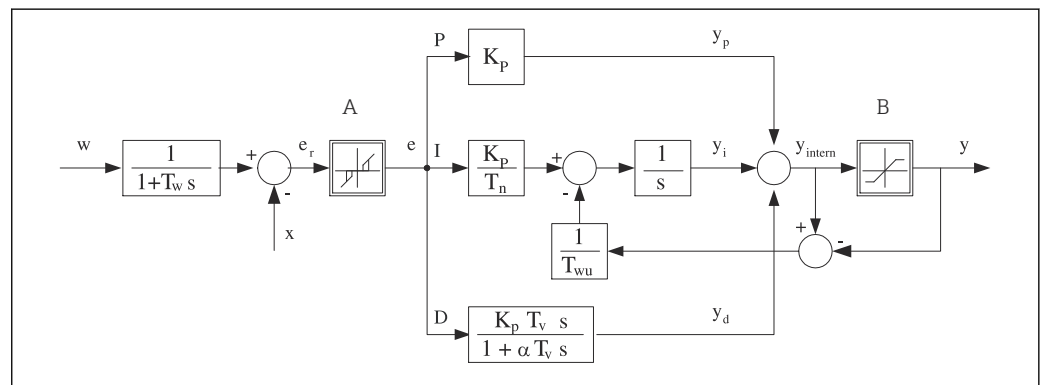 P
y_p
K_P
A
B
w
1
1+T_w s
+
-
e_r
e
I
K_P
T_n
+
-
1
s
y_i
y_intern
y
x
+
-
1
T_wu
D
K_p T_v s
1 + α T_v s
y_d